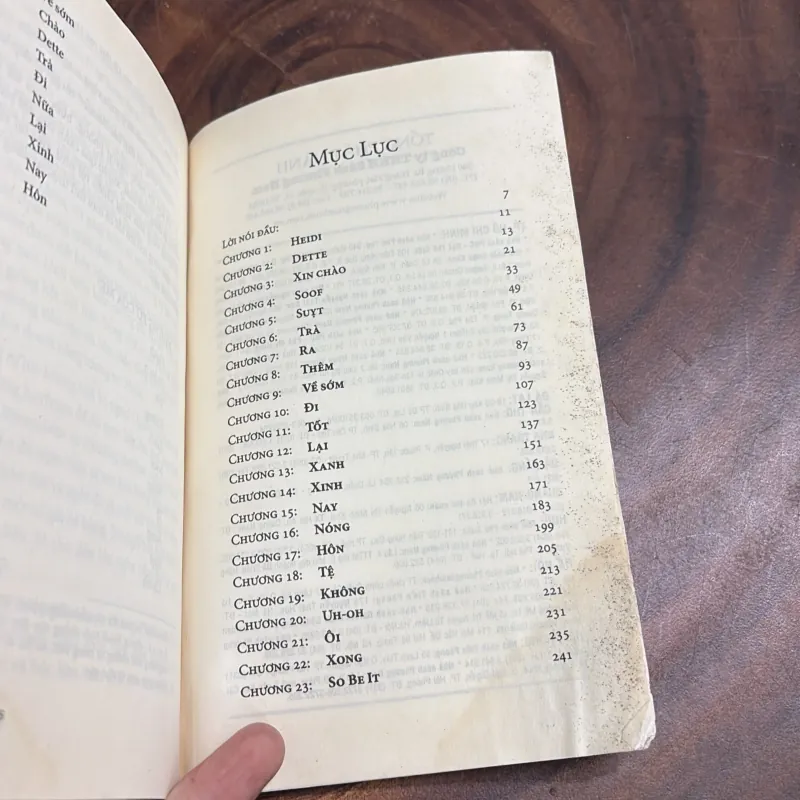 sớm
Chào
Dette
Trà
Đi
Nữa
Lại
Xinh
Nay
Hôn
MỤC LỤC
LỜI NÓI ĐẦU: 7
CHƯƠNG 1: HEIDI 11
CHƯƠNG 2: DETTE 13
CHƯƠNG 3: XIN CHÀO 21
CHƯƠNG 4: SOOF 33
CHƯƠNG 5: SUỴT 49
CHƯƠNG 6: TRÀ 61
CHƯƠNG 7: RA 73
CHƯƠNG 8: THÊM 87
CHƯƠNG 9: VỀ SỚM 93
CHƯƠNG 10: ĐI 107
CHƯƠNG 11: TỐT 123
CHƯƠNG 12: LẠI 137
CHƯƠNG 13: XANH 151
CHƯƠNG 14: XINH 163
CHƯƠNG 15: NAY 171
CHƯƠNG 16: NÓNG 183
CHƯƠNG 17: HÔN 199
CHƯƠNG 18: TỆ 205
CHƯƠNG 19: KHÔNG 213
CHƯƠNG 20: UH-OH 221
CHƯƠNG 21: ÔI 231
CHƯƠNG 22: XONG 235
CHƯƠNG 23: SO BE IT 241